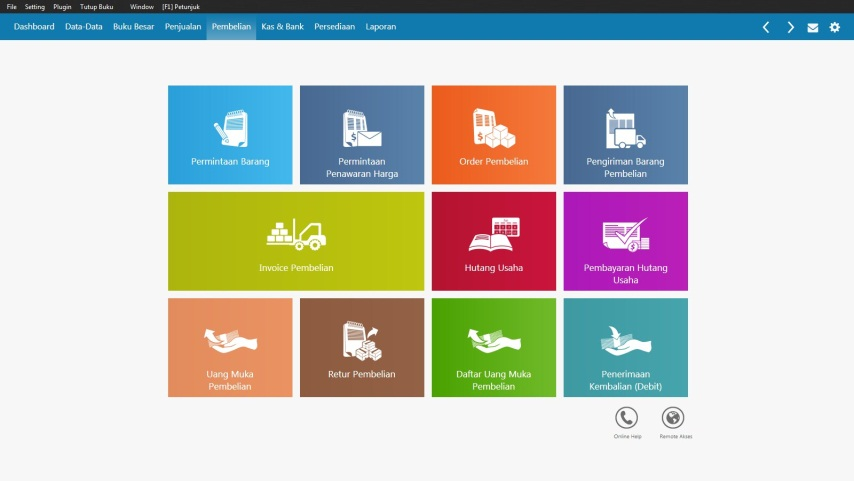 File Setting Plugin Tutup Buku Window [F1] Petunjuk
Dashboard Data-Data Buku Besar Penjualan Pembelian Kas & Bank Persediaan Laporan
Permintaan Barang
Permintaan
Penawaran Harga
Order Pembelian
Pengiriman Barang
Pembelian
Invoice Pembelian
Hutang Usaha
Pembayaran Hutang
Usaha
Uang Muka
Pembelian
Retur Pembelian
Daftar Uang Muka
Pembelian
Penerimaan
Kembalian (Debit)
Online Help
Remote Akses